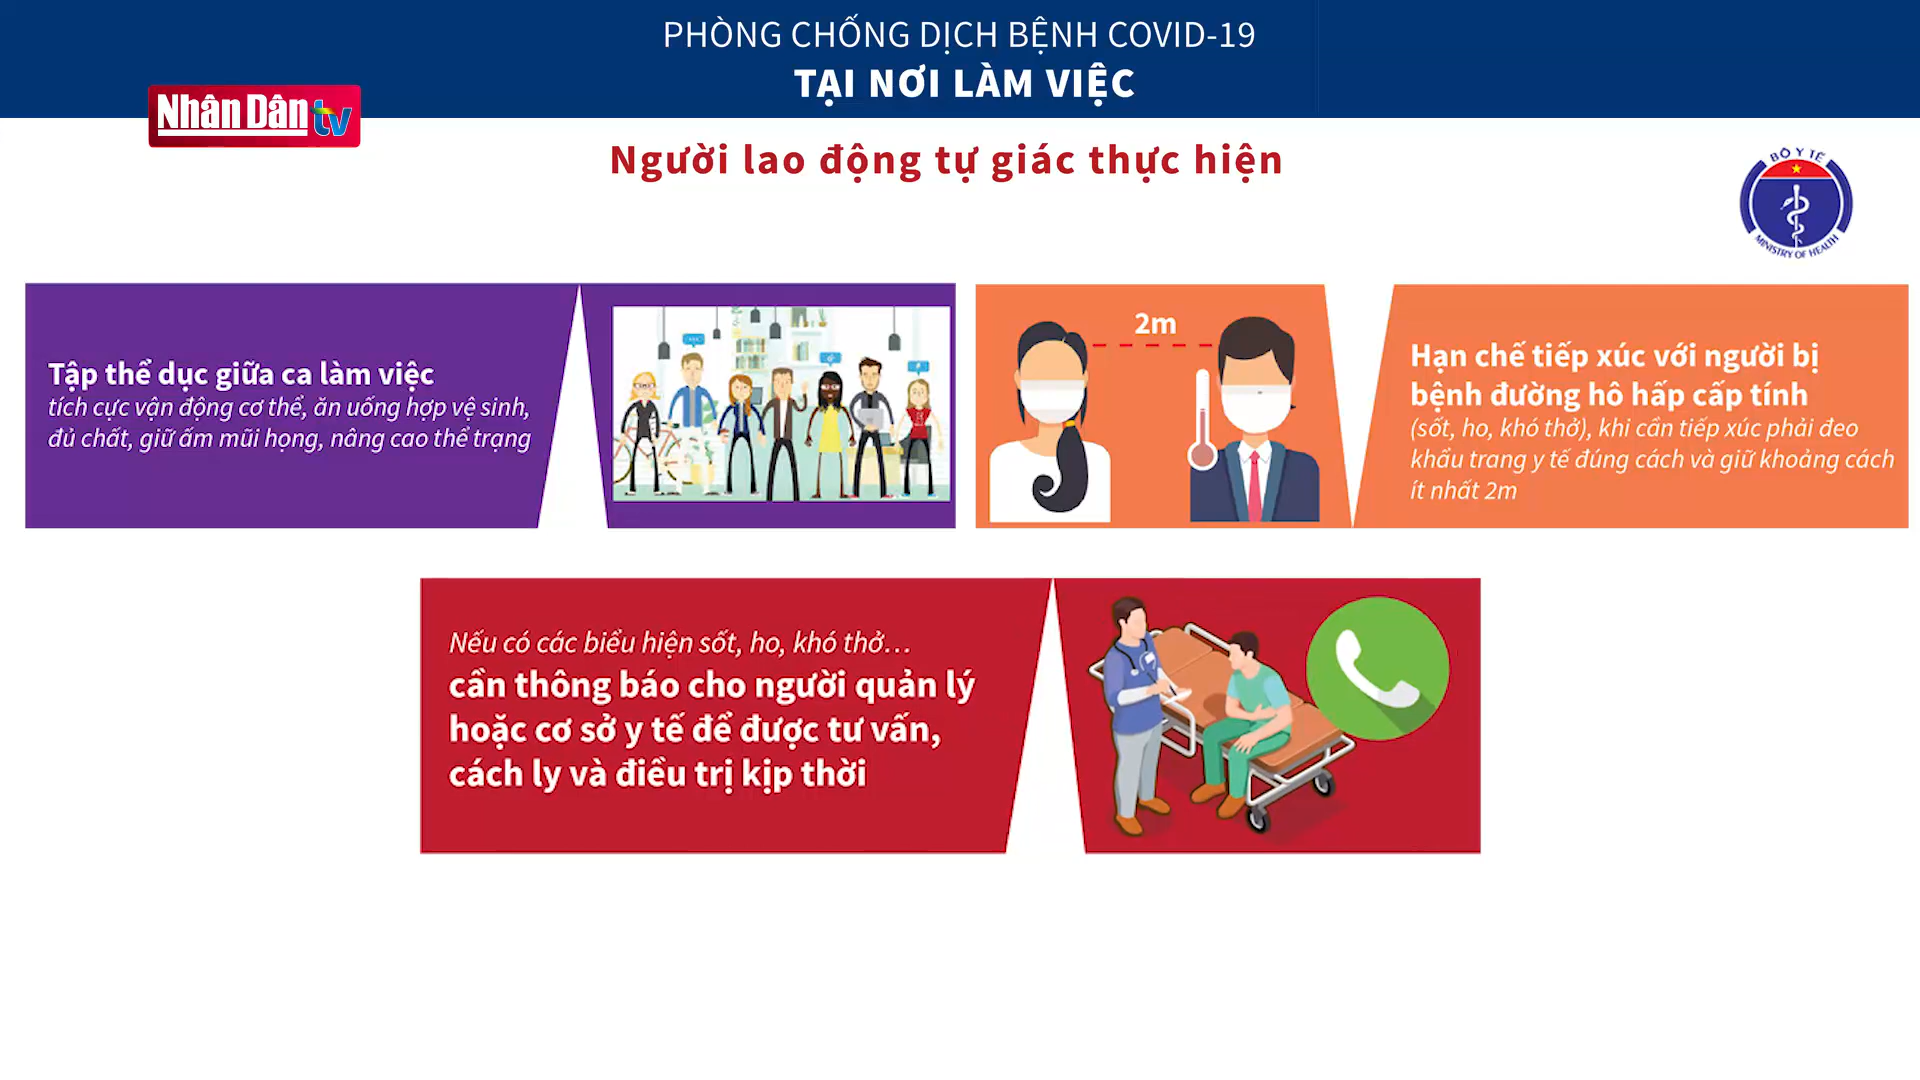 PHÒNG CHỐNG DỊCH BỆNH COVID-19
TẠI NƠI LÀM VIỆC
Nhân Dân tv
Người lao động tự giác thực hiện
BỘ Y TẾ
MINISTRY OF HEALTH
Tập thể dục giữa ca làm việc
tích cực vận động cơ thể, ăn uống hợp vệ sinh,
đủ chất, giữ ấm mũi họng, nâng cao thể trạng
2m
Hạn chế tiếp xúc với người bị
bệnh đường hô hấp cấp tính
(sốt, ho, khó thở), khi cần tiếp xúc phải đeo
khẩu trang y tế đúng cách và giữ khoảng cách
ít nhất 2m
Nếu có các biểu hiện sốt, ho, khó thở...
cần thông báo cho người quản lý
hoặc cơ sở y tế để được tư vấn,
cách ly và điều trị kịp thời